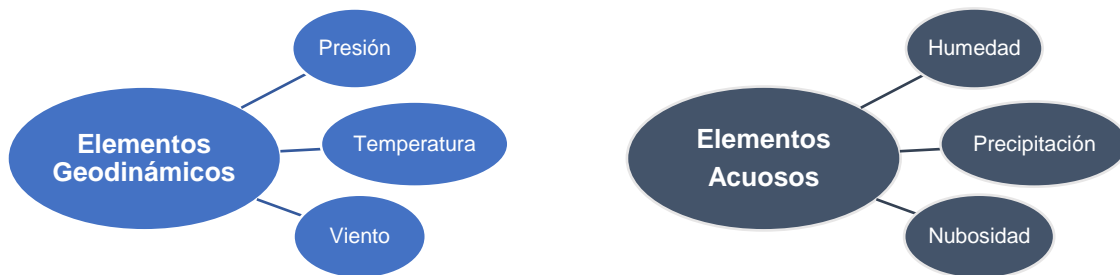 Presión
Elementos
Geodinámicos
Temperatura
Viento
Humedad
Elementos
Acuosos
Precipitación
Nubosidad